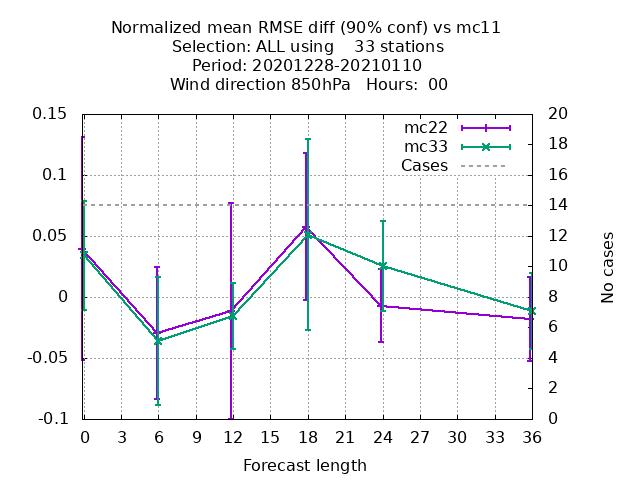 Normalized mean RMSE diff (90% conf) vs mc11
Selection: ALL using    33 stations
Period: 20201228-20210110
Wind direction 850hPa   Hours:  00
0.15
0.1
0.05
0
-0.05
-0.1
20
18
16
14
12
10
8
6
4
2
0
mc22
mc33
Cases
No cases
0 3 6 9 12 15 18 21 24 27 30 33 36
Forecast length